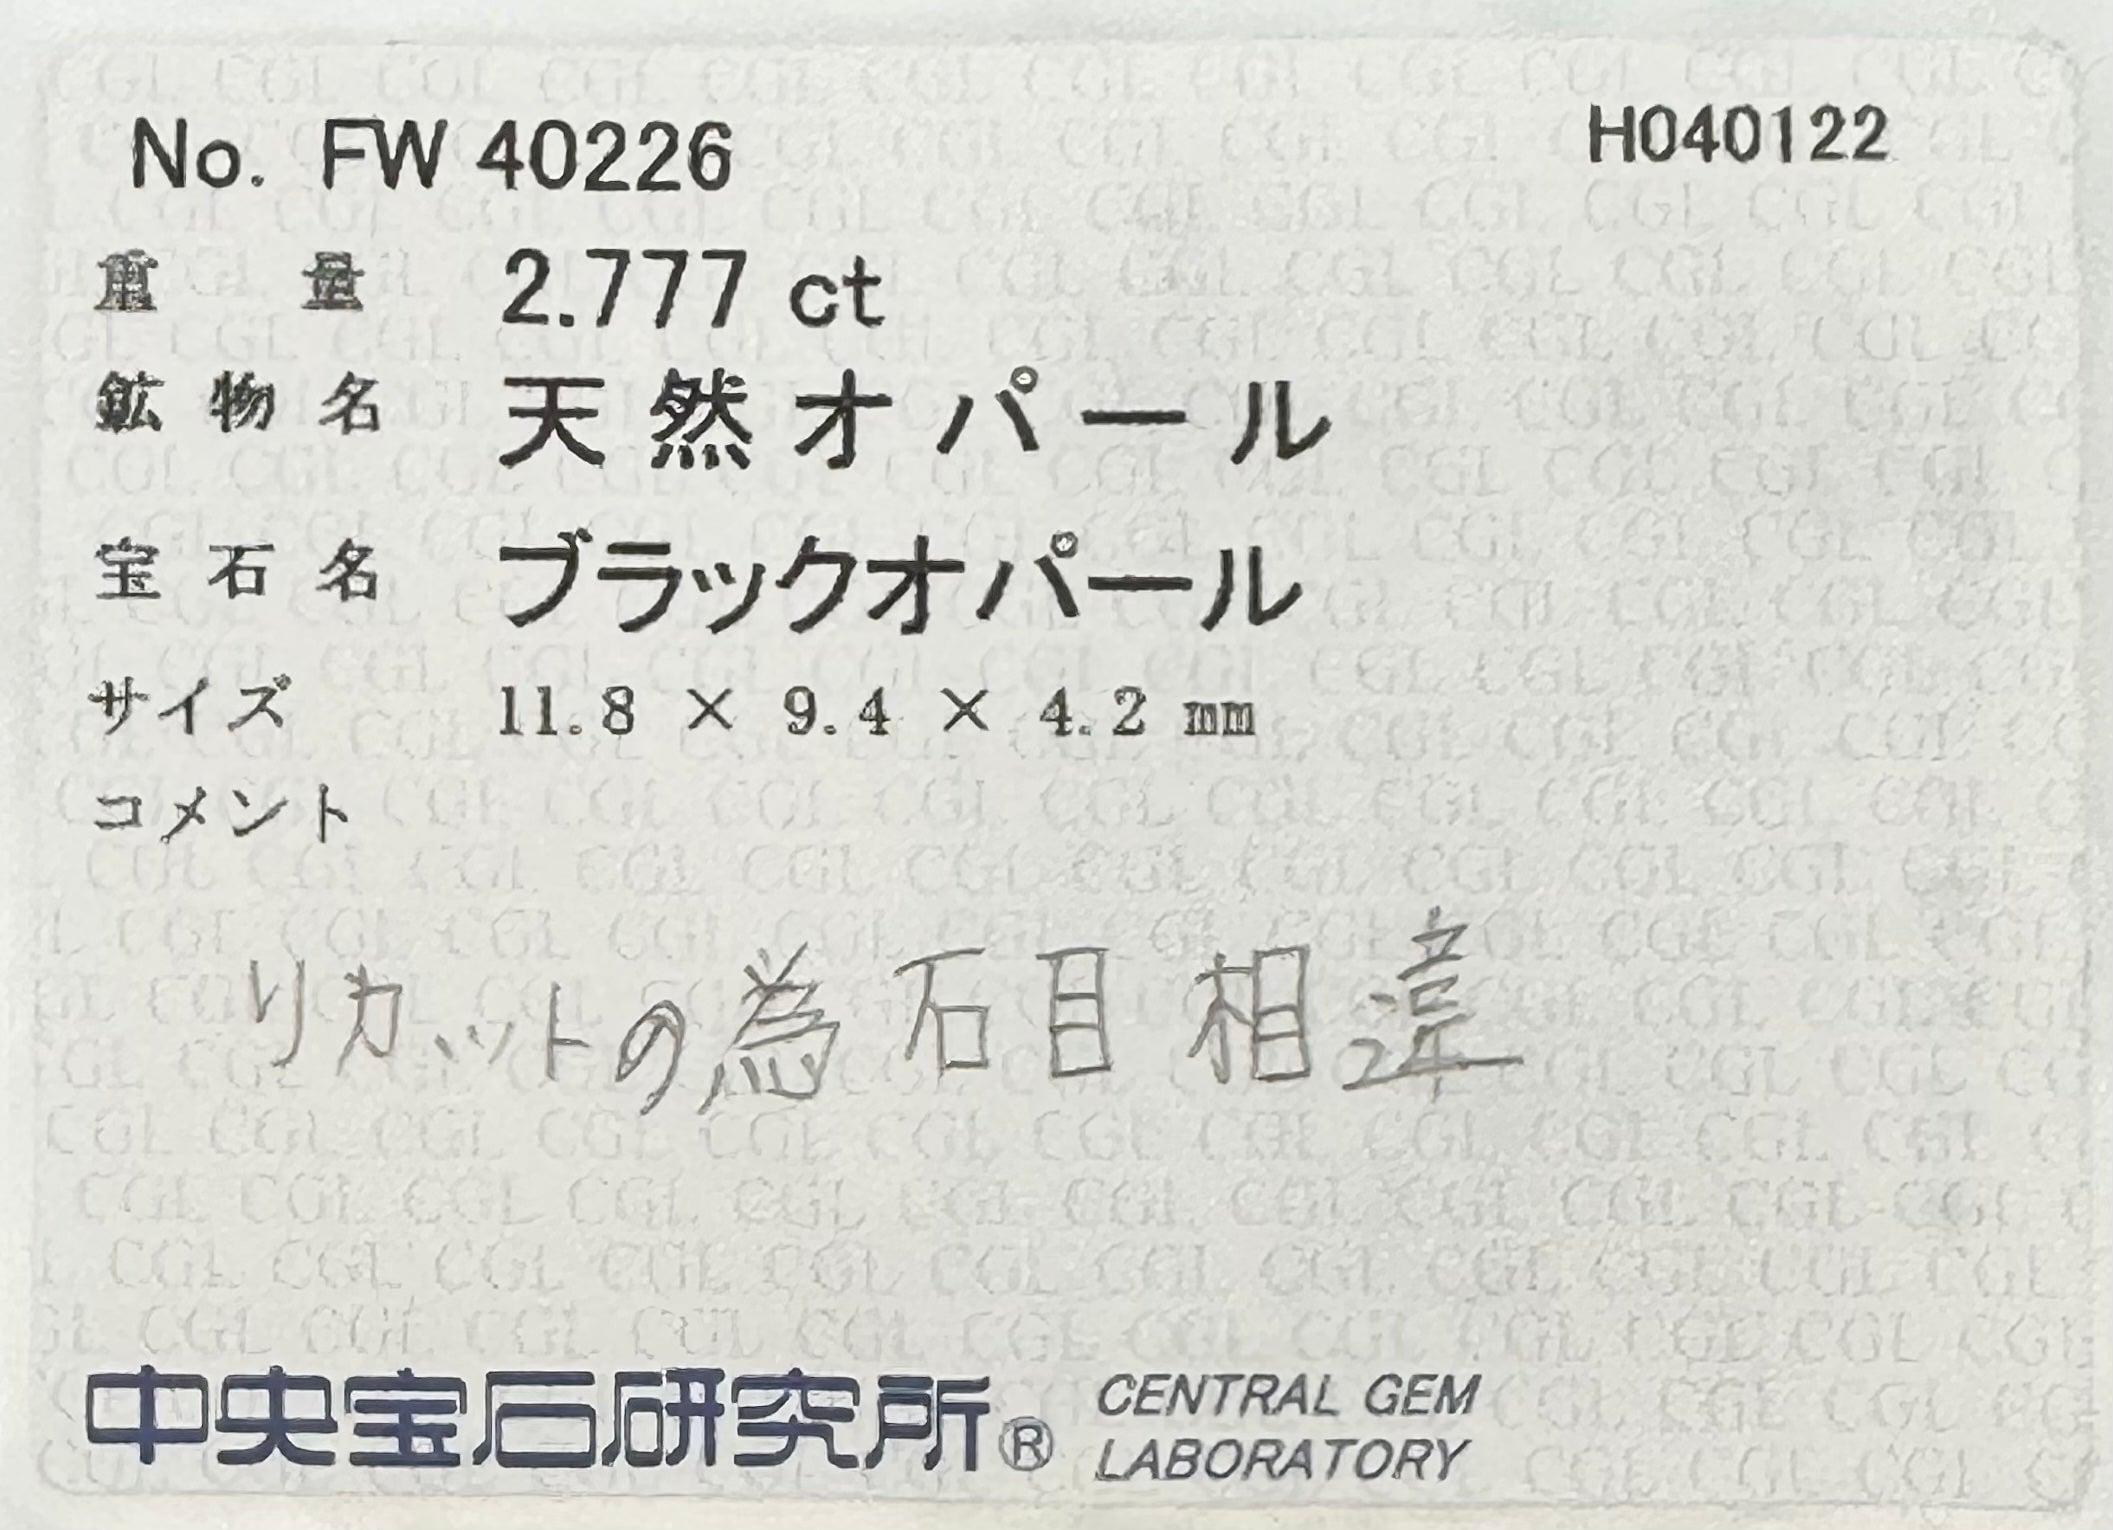 No. FW 40226
H040122
重量 2.777 ct
鉱物名 天然オパール
宝石名 ブラックオパール
サイズ 11.8 × 9.4 × 4.2 mm
コメント
リカットの為石目相違
中央宝石研究所® CENTRAL GEM
LABORATORY